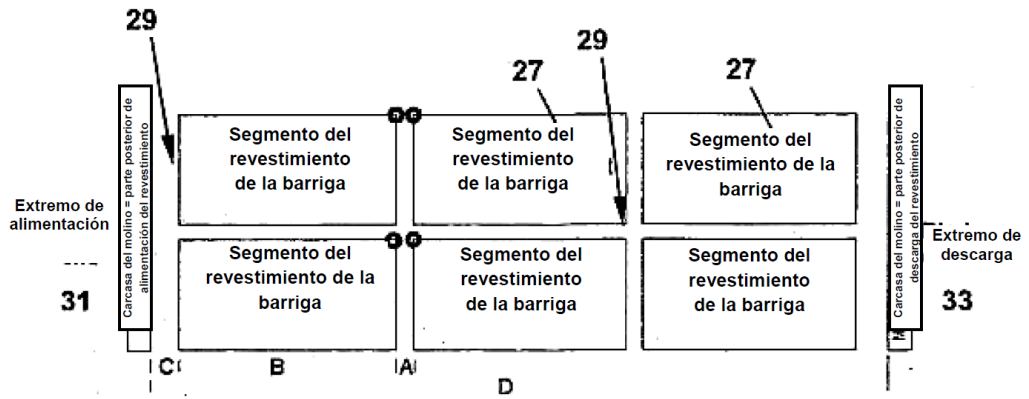 29
29
27
27
Carcasa del molino = parte posterior de
alimentación del revestimiento
Segmento del
revestimiento
de la barriga
Segmento del
revestimiento
de la barriga
Segmento del
revestimiento de la
barriga
Carcasa del molino = parte posterior de
descarga del revestimiento
Extremo de
alimentación
Extremo de
descarga
Segmento del
revestimiento de la
barriga
Segmento del
revestimiento
de la barriga
Segmento del
revestimiento
de la barriga
31
33
C
B
A
D